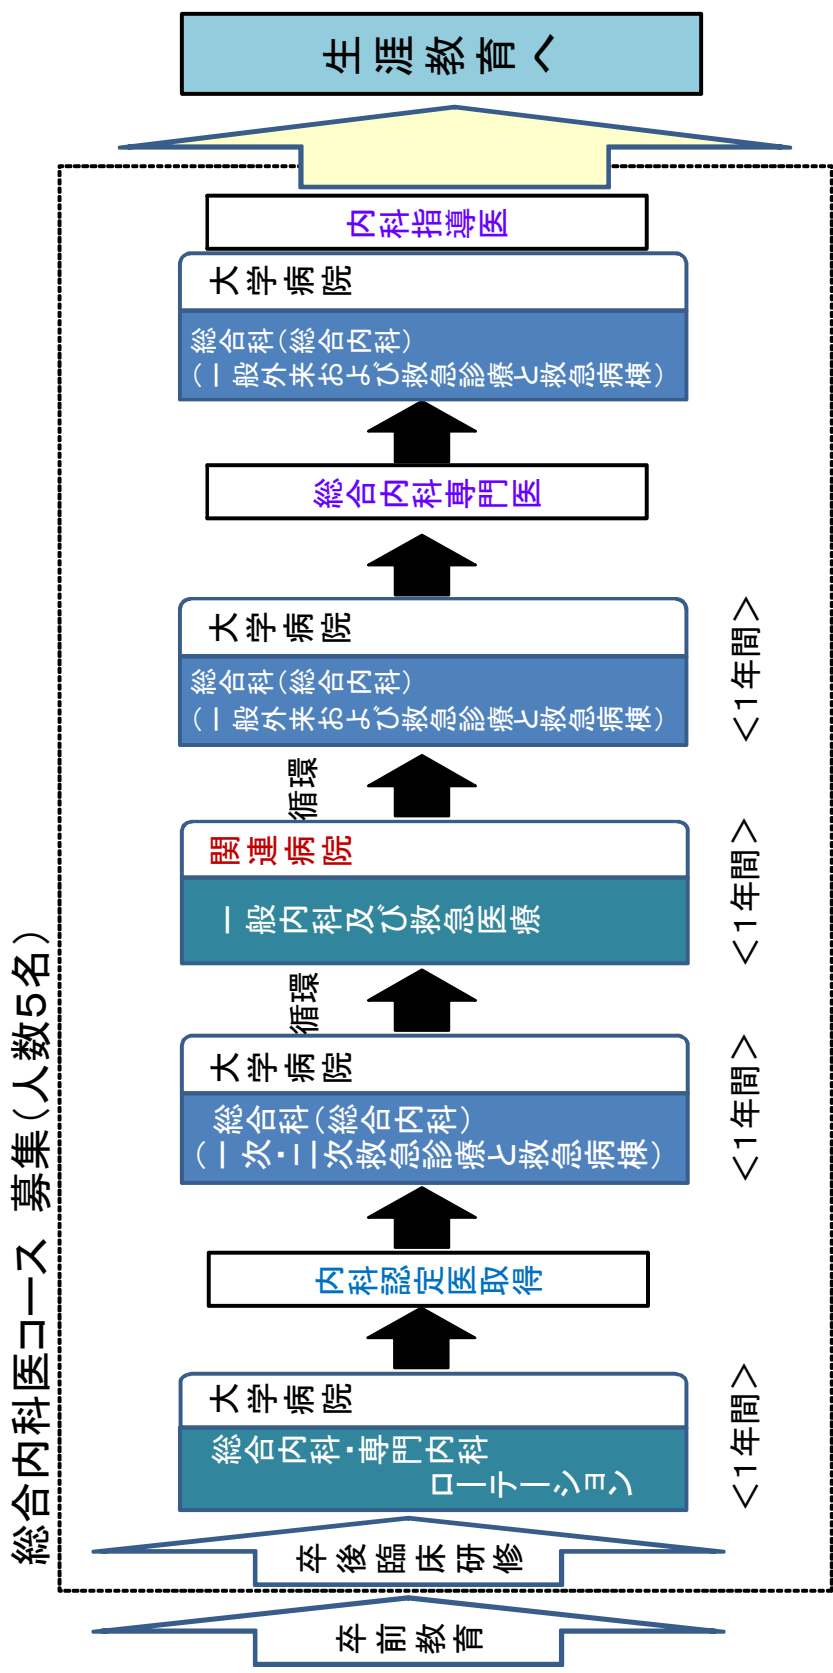 総合内科医コース 募集(人数5名)
卒前教育
卒後臨床研修
大学病院
総合内科・専門内科
ローテーション
<1年間>
内科認定医取得
大学病院
総合科(総合内科)
(一次・二次救急診療と救急病棟)
<1年間>
循環
関連病院
一般内科及び救急医療
<1年間>
循環
大学病院
総合科(総合内科)
(一般外来および救急診療と救急病棟)
<1年間>
総合内科専門医
大学病院
総合科(総合内科)
(一般外来および救急診療と救急病棟)
内科指導医
生涯教育へ